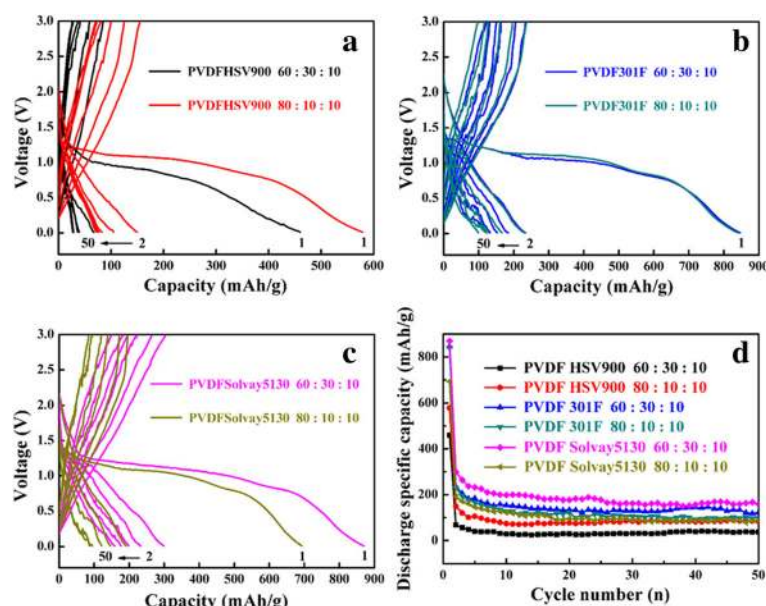 a
PVDFHSV900 60 : 30 : 10
PVDFHSV900 80 : 10 : 10
Voltage (V)
3.0
2.5
2.0
1.5
1.0
0.5
0.0
50 ← 2
1
1
0 100 200 300 400 500 600
Capacity (mAh/g)
b
PVDF301F 60 : 30 : 10
PVDF301F 80 : 10 : 10
Voltage (V)
3.0
2.5
2.0
1.5
1.0
0.5
0.0
50 ← 2
1
0 100 200 300 400 500 600 700 800 900
Capacity (mAh/g)
c
PVDFSolvay5130 60 : 30 : 10
PVDFSolvay5130 80 : 10 : 10
Voltage (V)
3.0
2.5
2.0
1.5
1.0
0.5
0.0
50 ← 2
1
1
0 100 200 300 400 500 600 700 800 900
Capacity (mAh/g)
d
PVDF HSV900 60 : 30 : 10
PVDF HSV900 80 : 10 : 10
PVDF 301F 60 : 30 : 10
PVDF 301F 80 : 10 : 10
PVDF Solvay5130 60 : 30 : 10
PVDF Solvay5130 80 : 10 : 10
Discharge specific capacity (mAh/g)
800
600
400
200
0
0 10 20 30 40 50
Cycle number (n)